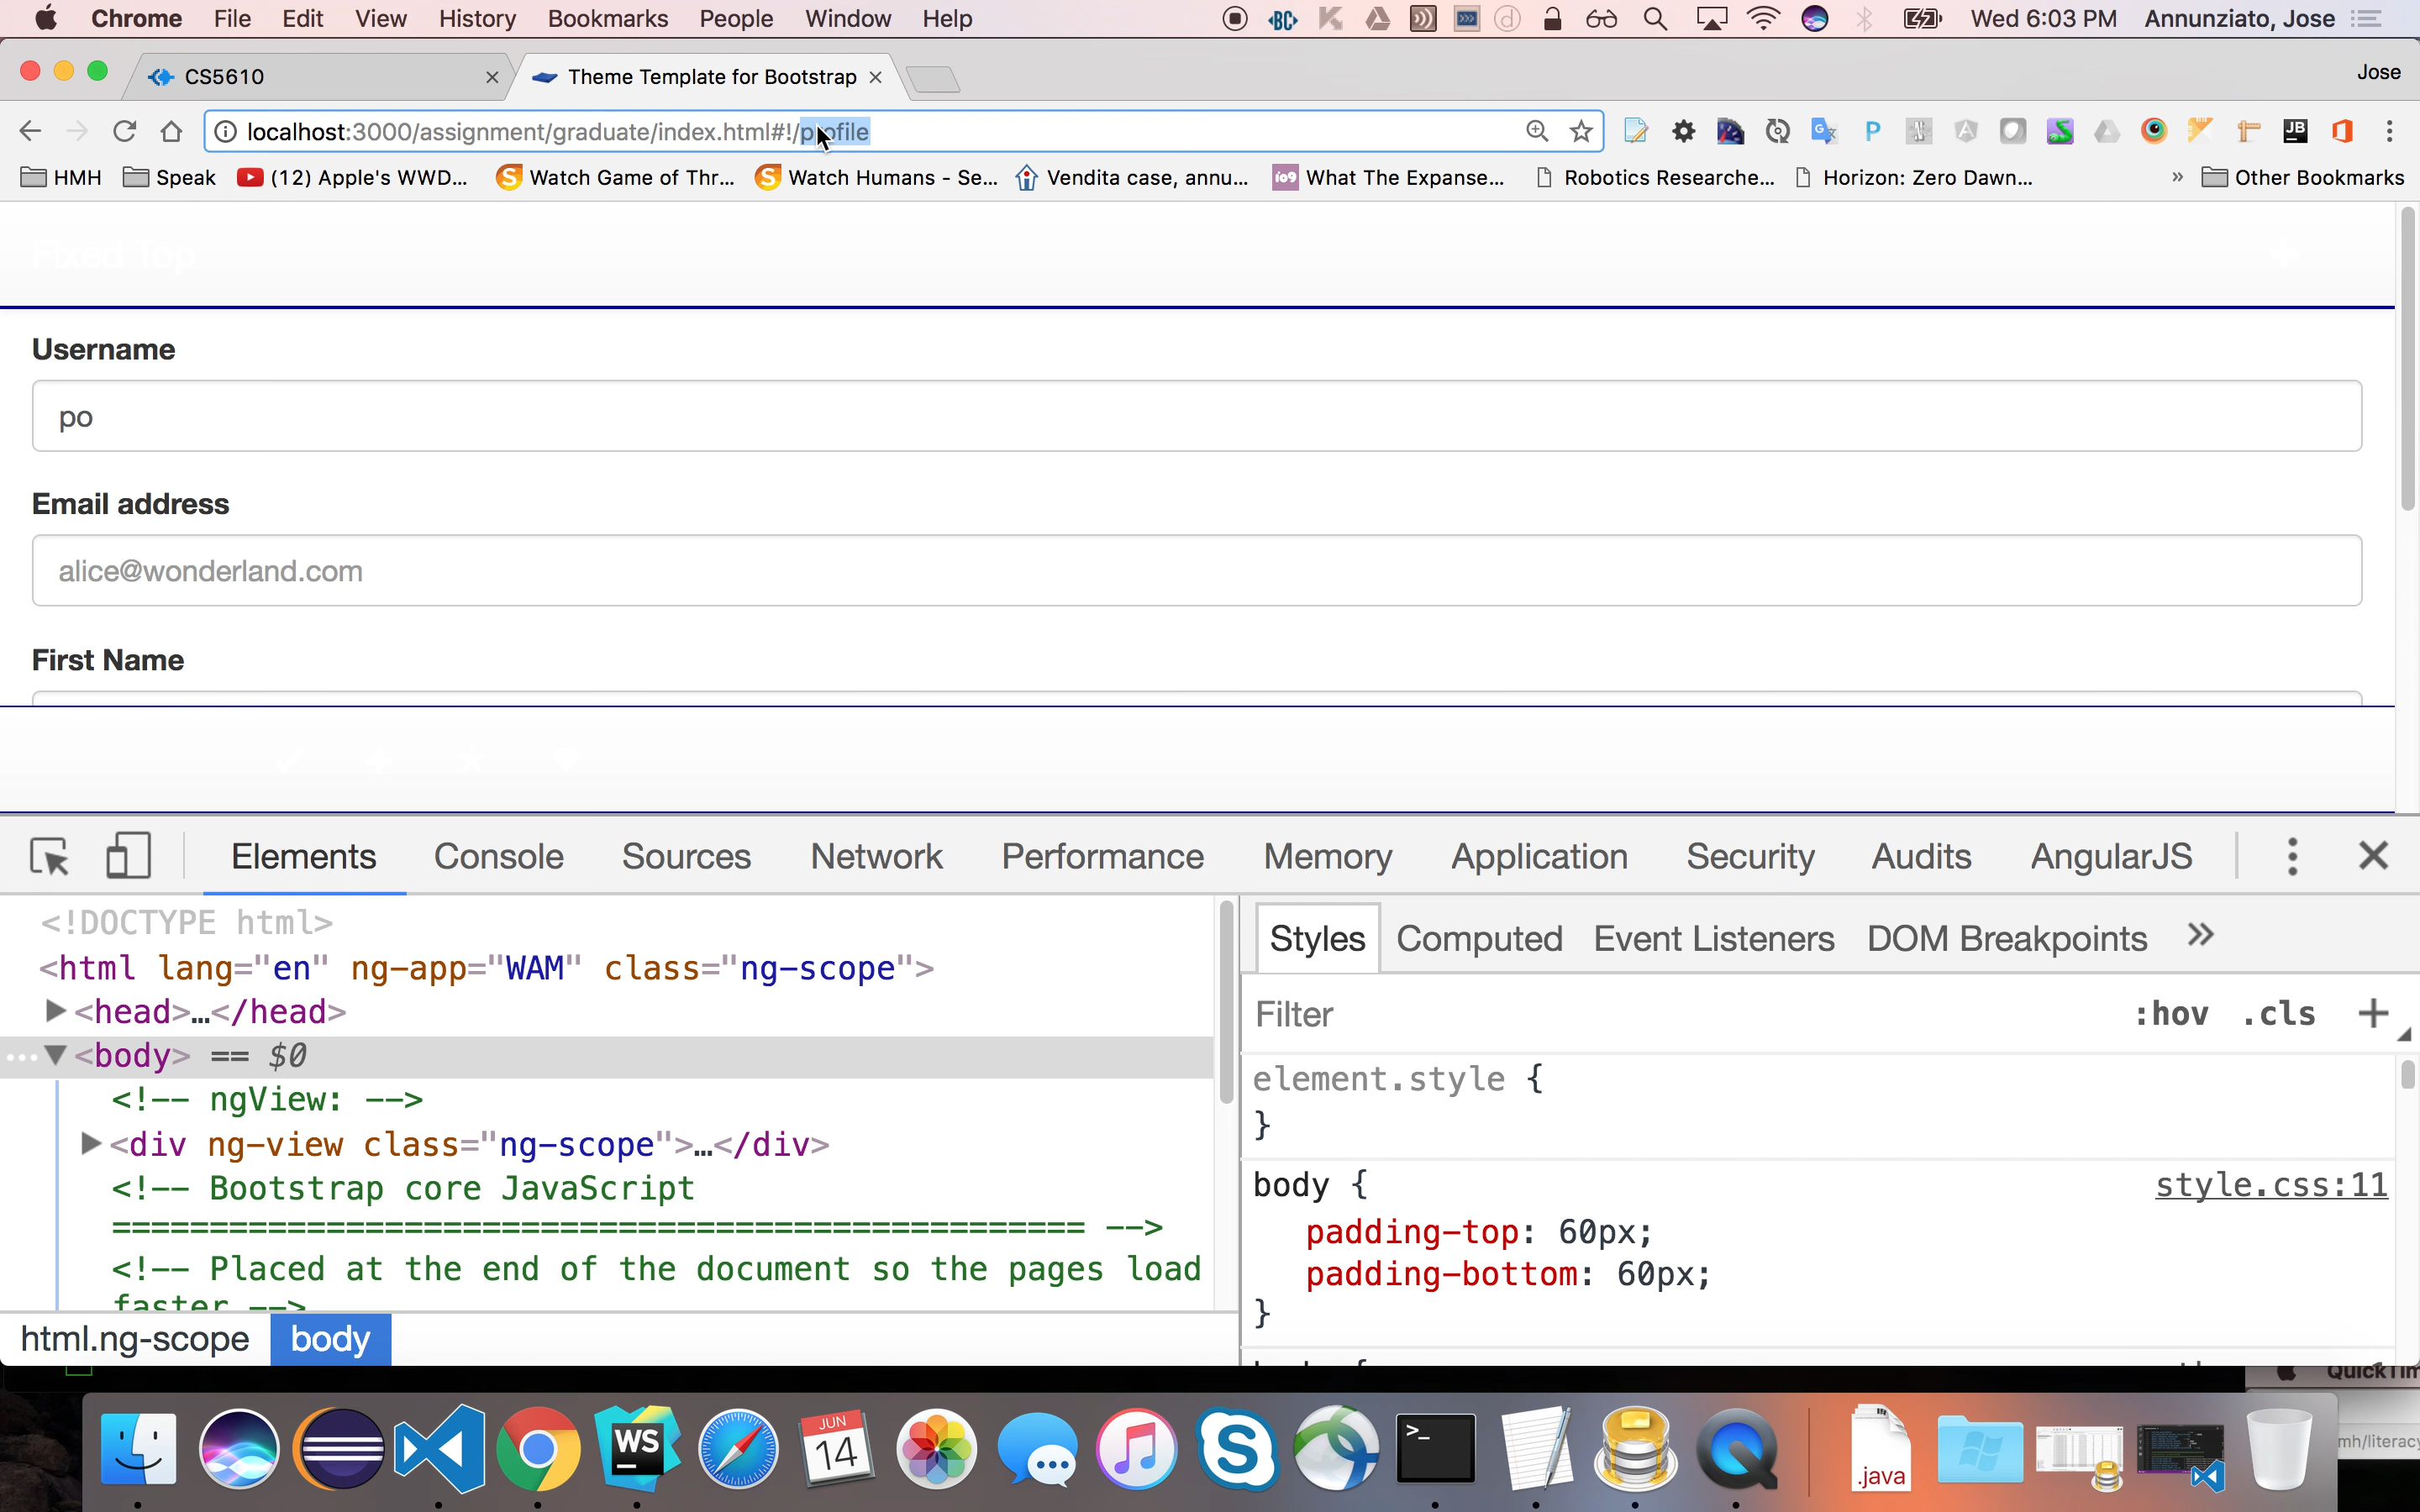 Chrome File Edit View History Bookmarks People Window Help BC Wed 6:03 PM Annunziato, Jose
CS5610 Theme Template for Bootstrap Jose
localhost:3000/assignment/graduate/index.html#!/profile
HMH Speak (12) Apple's WWD... Watch Game of Thr... Watch Humans - Se... Vendita case, annu... What The Expanse... Robotics Researche... Horizon: Zero Dawn... » Other Bookmarks
Fixed Top
Username
po
Email address
alice@wonderland.com
First Name
Elements Console Sources Network Performance Memory Application Security Audits AngularJS
<!DOCTYPE html>
<html lang="en" ng-app="WAM" class="ng-scope">
<head>…</head>
<body> == $0
<!-- ngView: -->
<div ng-view class="ng-scope">…</div>
<!-- Bootstrap core JavaScript
================================================== -->
<!-- Placed at the end of the document so the pages load
faster -->
html.ng-scope body
Styles Computed Event Listeners DOM Breakpoints »
Filter :hov .cls +
element.style {
}
body { style.css:11
padding-top: 60px;
padding-bottom: 60px;
}
WS
JUN
14
.java
mh/literacy